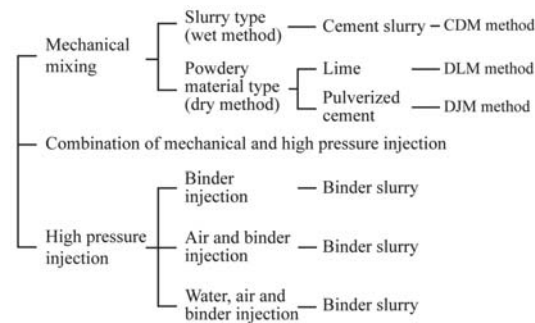 Slurry type
(wet method)
Cement slurry
CDM method
Mechanical
mixing
Powdery
material type
(dry method)
Lime
DLM method
Pulverized
cement
DJM method
Combination of mechanical and high pressure injection
Binder
injection
Binder slurry
High pressure
injection
Air and binder
injection
Binder slurry
Water, air and
binder injection
Binder slurry